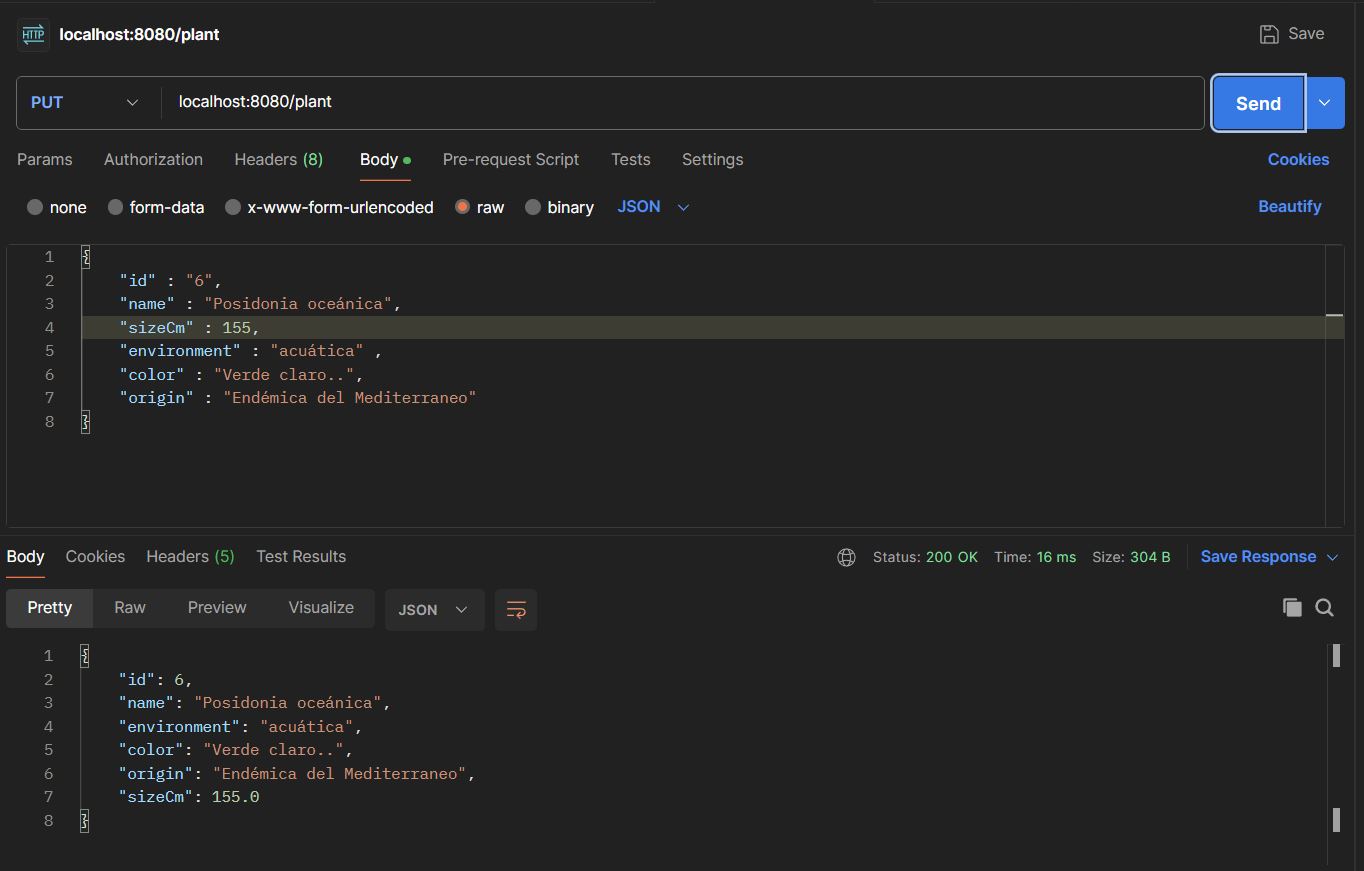 HTTP localhost:8080/plant Save
PUT localhost:8080/plant Send
Params Authorization Headers (8) Body Pre-request Script Tests Settings Cookies
none form-data x-www-form-urlencoded raw binary JSON Beautify
1 {
2 "id" : "6",
3 "name" : "Posidonia oceánica",
4 "sizeCm" : 155,
5 "environment" : "acuática" ,
6 "color" : "Verde claro..",
7 "origin" : "Endémica del Mediterraneo"
8 }
Body Cookies Headers (5) Test Results Status: 200 OK Time: 16 ms Size: 304 B Save Response
Pretty Raw Preview Visualize JSON
1 {
2 "id": 6,
3 "name": "Posidonia oceánica",
4 "environment": "acuática",
5 "color": "Verde claro..",
6 "origin": "Endémica del Mediterraneo",
7 "sizeCm": 155.0
8 }